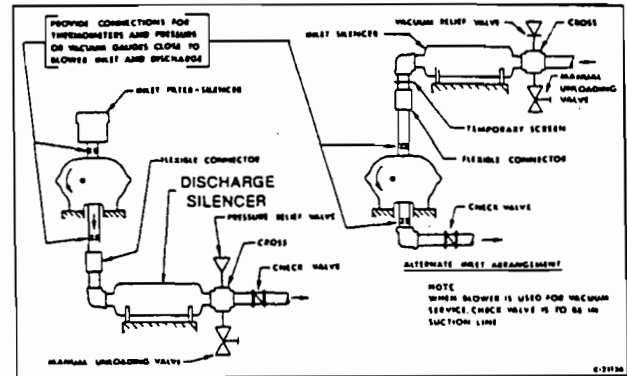 PROVIDE CONNECTIONS FOR
THERMOMETERS AND PRESSURE
OR VACUUM GAUGES CLOSE TO
BLOWER INLET AND DISCHARGE
INLET FILTER-SILENCER
FLEXIBLE CONNECTOR
DISCHARGE
SILENCER
PRESSURE RELIEF VALVE
CROSS
CHECK VALVE
MANUAL UNLOADING VALVE
VACUUM RELIEF VALVE
INLET SILENCER
CROSS
MANUAL
UNLOADING
VALVE
TEMPORARY SCREEN
FLEXIBLE CONNECTOR
CHECK VALVE
ALTERNATE INLET ARRANGEMENT
NOTE
WHEN BLOWER IS USED FOR VACUUM
SERVICE, CHECK VALVE IS TO BE IN
SUCTION LINE